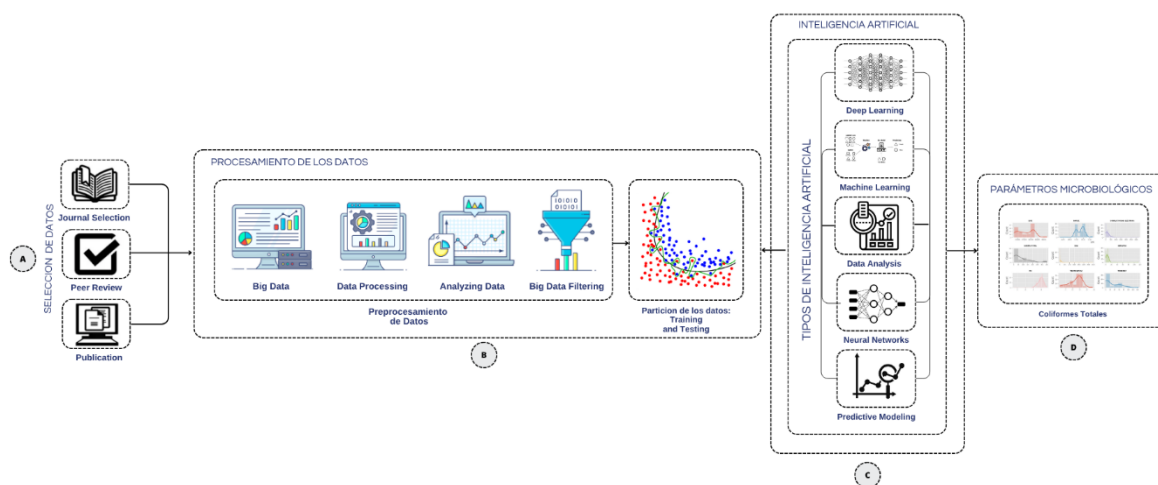 A
SELECCION DE DATOS
Journal Selection
Peer Review
Publication
PROCESAMIENTO DE LOS DATOS
Big Data
Data Processing
Analyzing Data
Big Data Filtering
Preprocesamiento
de Datos
010101
010101
Particion de los datos:
Training
and Testing
B
INTELIGENCIA ARTIFICIAL
TIPOS DE INTELIGENCIA ARTIFICIAL
Deep Learning
Machine Learning
Data Analysis
Neural Networks
Predictive Modeling
C
PARÁMETROS MICROBIOLÓGICOS
Coliformes Totales
D